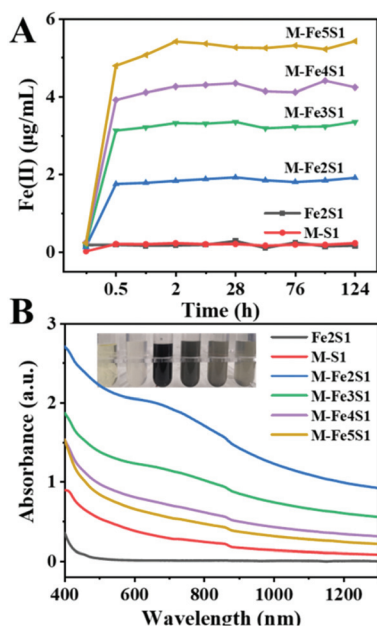 A
6
M-Fe5S1
M-Fe4S1
4
M-Fe3S1
Fe(II) (μg/mL)
2
M-Fe2S1
Fe2S1
M-S1
0
0.5 2 28 76 124
Time (h)
B
3
Fe2S1
M-S1
M-Fe2S1
M-Fe3S1
M-Fe4S1
M-Fe5S1
2
Absorbance (a.u.)
1
0
400 600 800 1000 1200
Wavelength (nm)